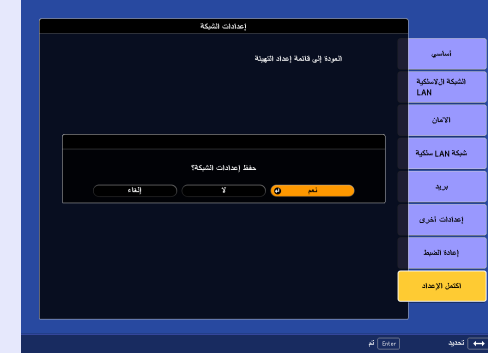 إعدادات الشبكة
العودة إلى قائمة إعداد التهيئة
أساسي
الشبكة اللاسلكية
LAN
الأمان
شبكة LAN سلكية
بريد
إعدادات أخرى
إعادة الضبط
اكتمل الإعداد
حفظ إعدادات الشبكة؟
نعم
لا
إلغاء
تحديد
Enter تم